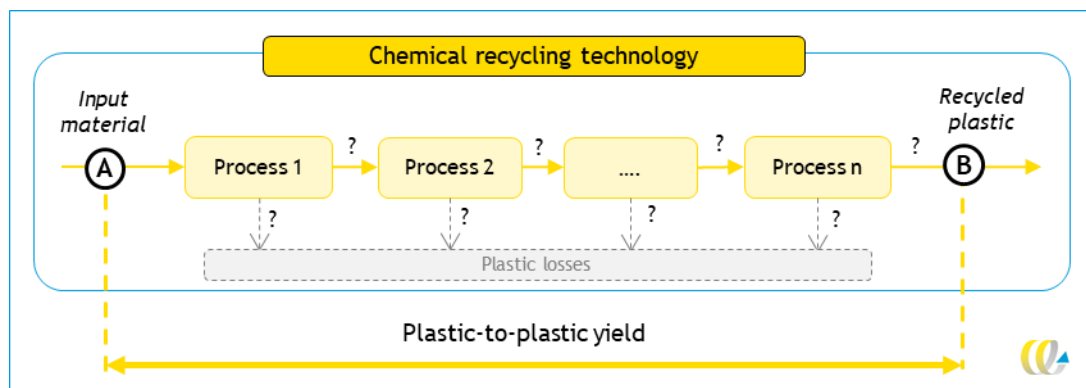 Chemical recycling technology
Input
material
Recycled
plastic
A
Process 1
?
Process 2
?
....
?
Process n
?
B
?
?
?
?
Plastic losses
Plastic-to-plastic yield